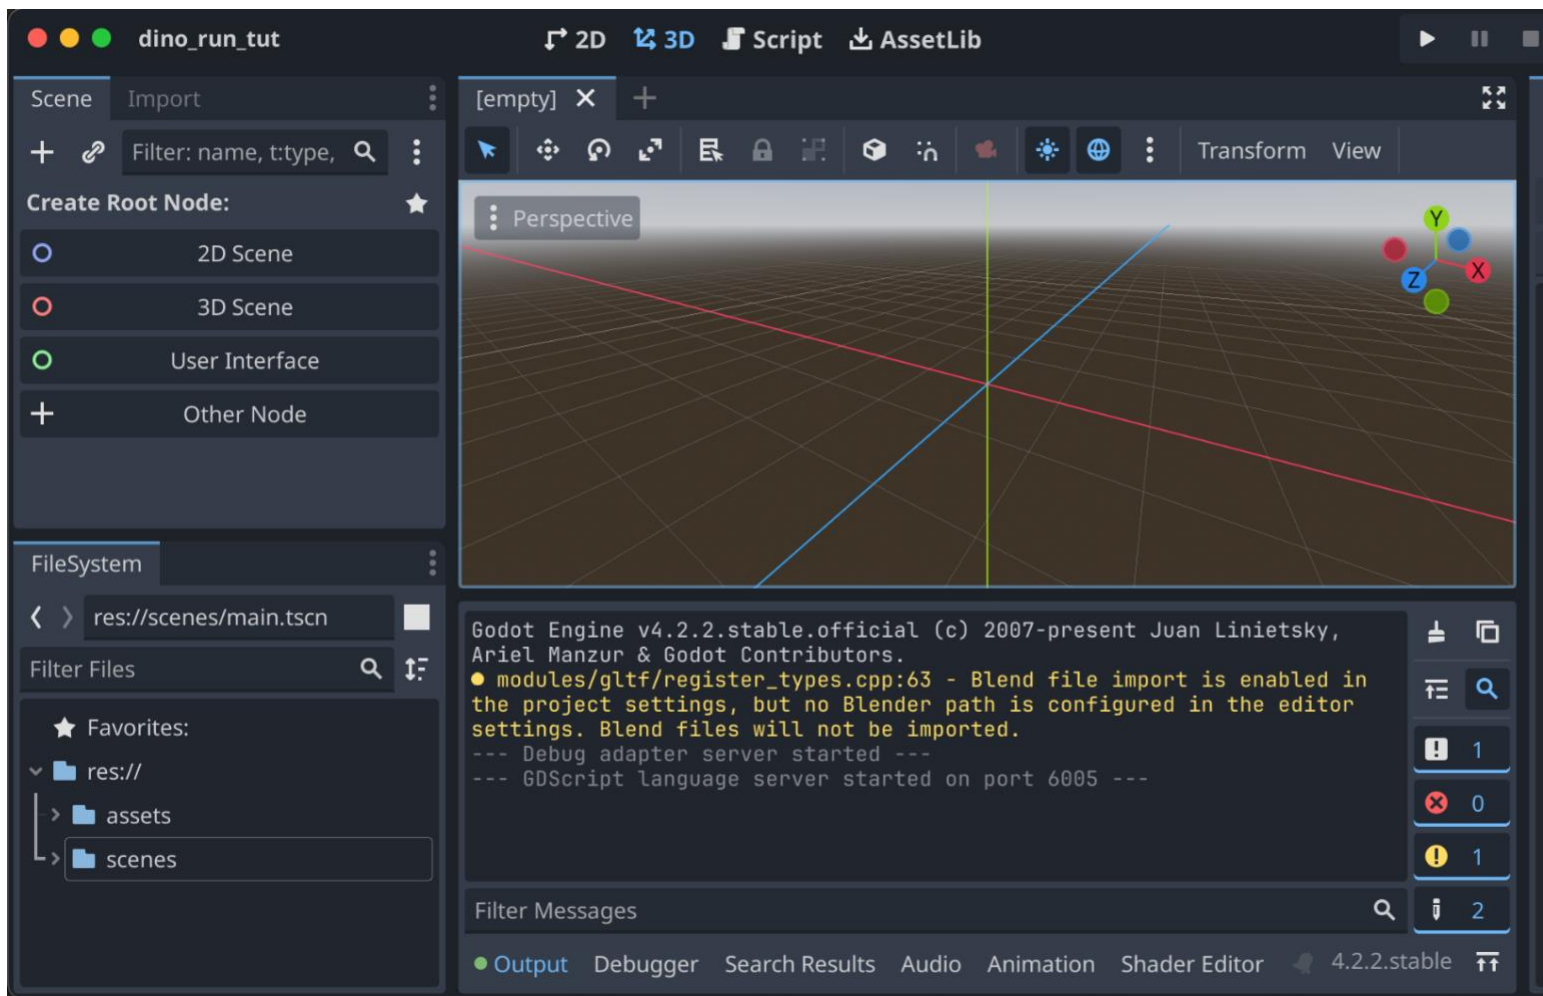 dino_run_tut
2D 3D Script AssetLib
Scene Import
Filter: name, t:type,
Create Root Node:
2D Scene
3D Scene
User Interface
Other Node
[empty]
Transform View
Perspective
Y
X
Z
FileSystem
res://scenes/main.tscn
Filter Files
Favorites:
res://
assets
scenes
Godot Engine v4.2.2.stable.official (c) 2007-present Juan Linietsky,
Ariel Manzur & Godot Contributors.
modules/gltf/register_types.cpp:63 - Blend file import is enabled in
the project settings, but no Blender path is configured in the editor
settings. Blend files will not be imported.
--- Debug adapter server started ---
--- GDScript language server started on port 6005 ---
1
0
1
2
Filter Messages
Output Debugger Search Results Audio Animation Shader Editor 4.2.2.stable